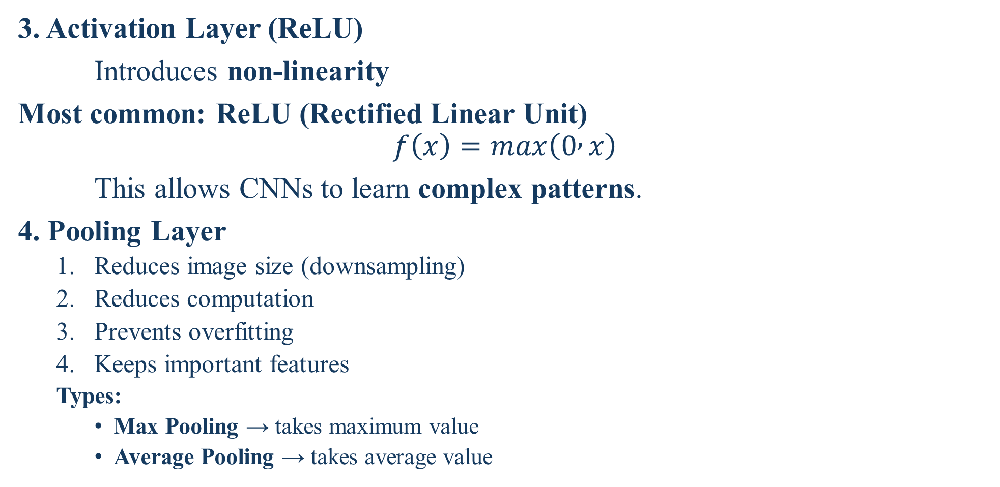 3. Activation Layer (ReLU)
Introduces non-linearity
Most common: ReLU (Rectified Linear Unit)
f(x) = max(0, x)
This allows CNNs to learn complex patterns.
4. Pooling Layer
1. Reduces image size (downsampling)
2. Reduces computation
3. Prevents overfitting
4. Keeps important features
Types:
• Max Pooling → takes maximum value
• Average Pooling → takes average value